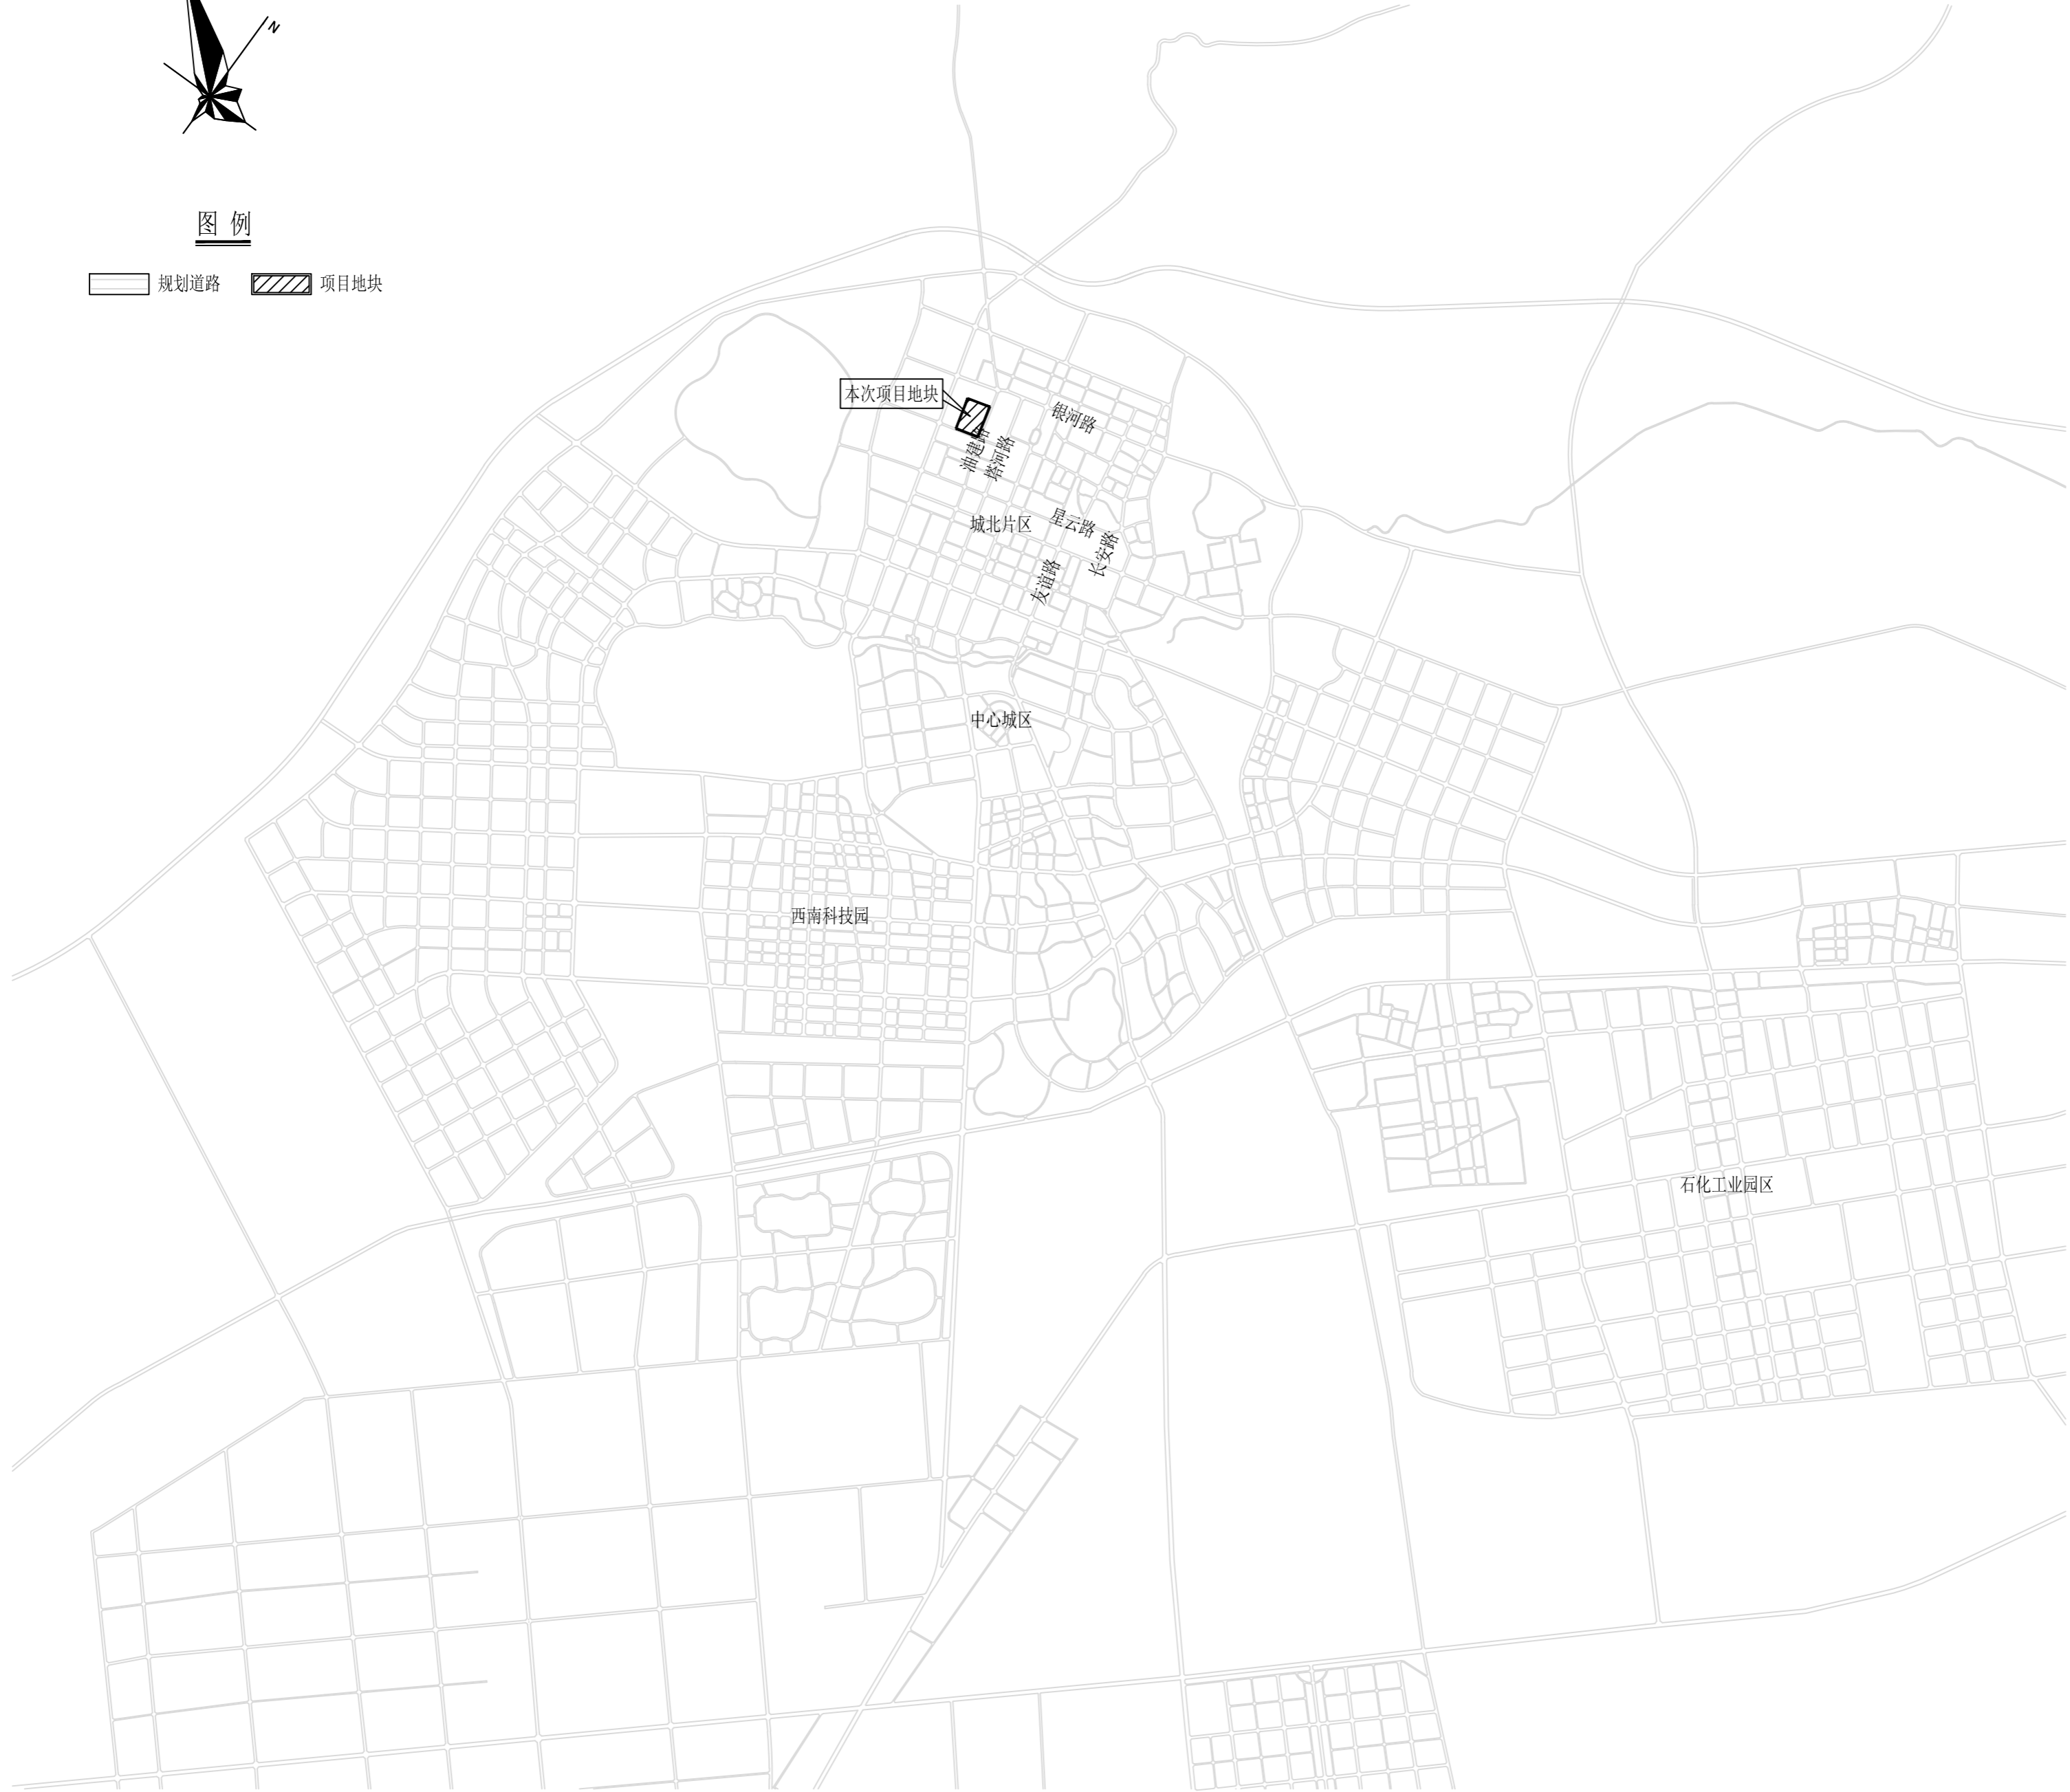 N
图 例
规划道路
项目地块
本次项目地块
银河路
油建路
塔河路
城北片区
星云路
长安路
友谊路
中心城区
西南科技园
石化工业园区